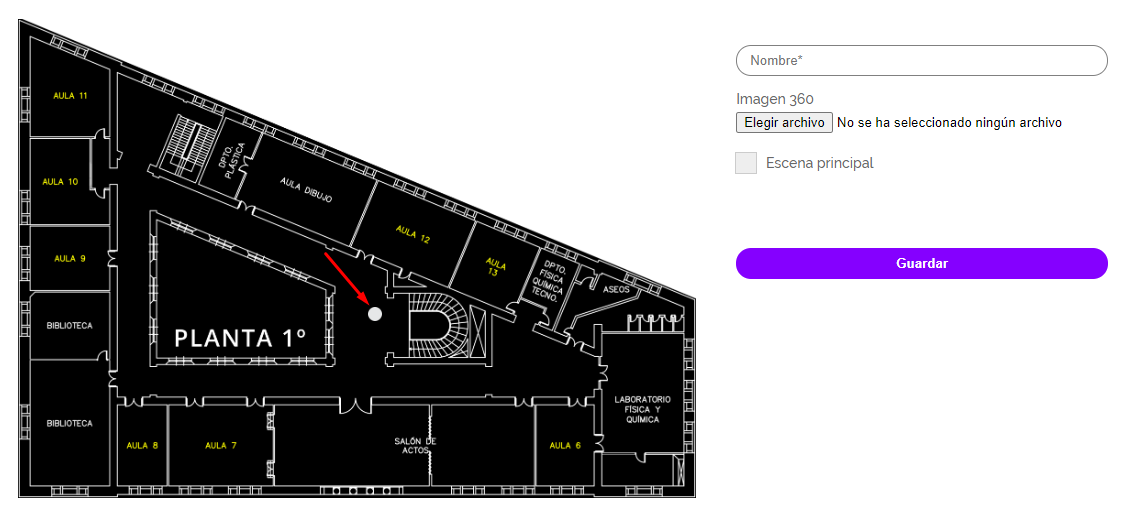 AULA 11
AULA 10
AULA 9
BIBLIOTECA
BIBLIOTECA
DPTO.
PLÁSTICA
AULA DIBUJO
AULA 12
AULA
13
DPTO.
FÍSICA
QUÍMICA
TECNO.
ASEOS
PLANTA 1º
LABORATORIO
FÍSICA Y
QUÍMICA
AULA 8
AULA 7
SALÓN DE
ACTOS
AULA 6
Nombre*
Imagen 360
Elegir archivo No se ha seleccionado ningún archivo
Escena principal
Guardar